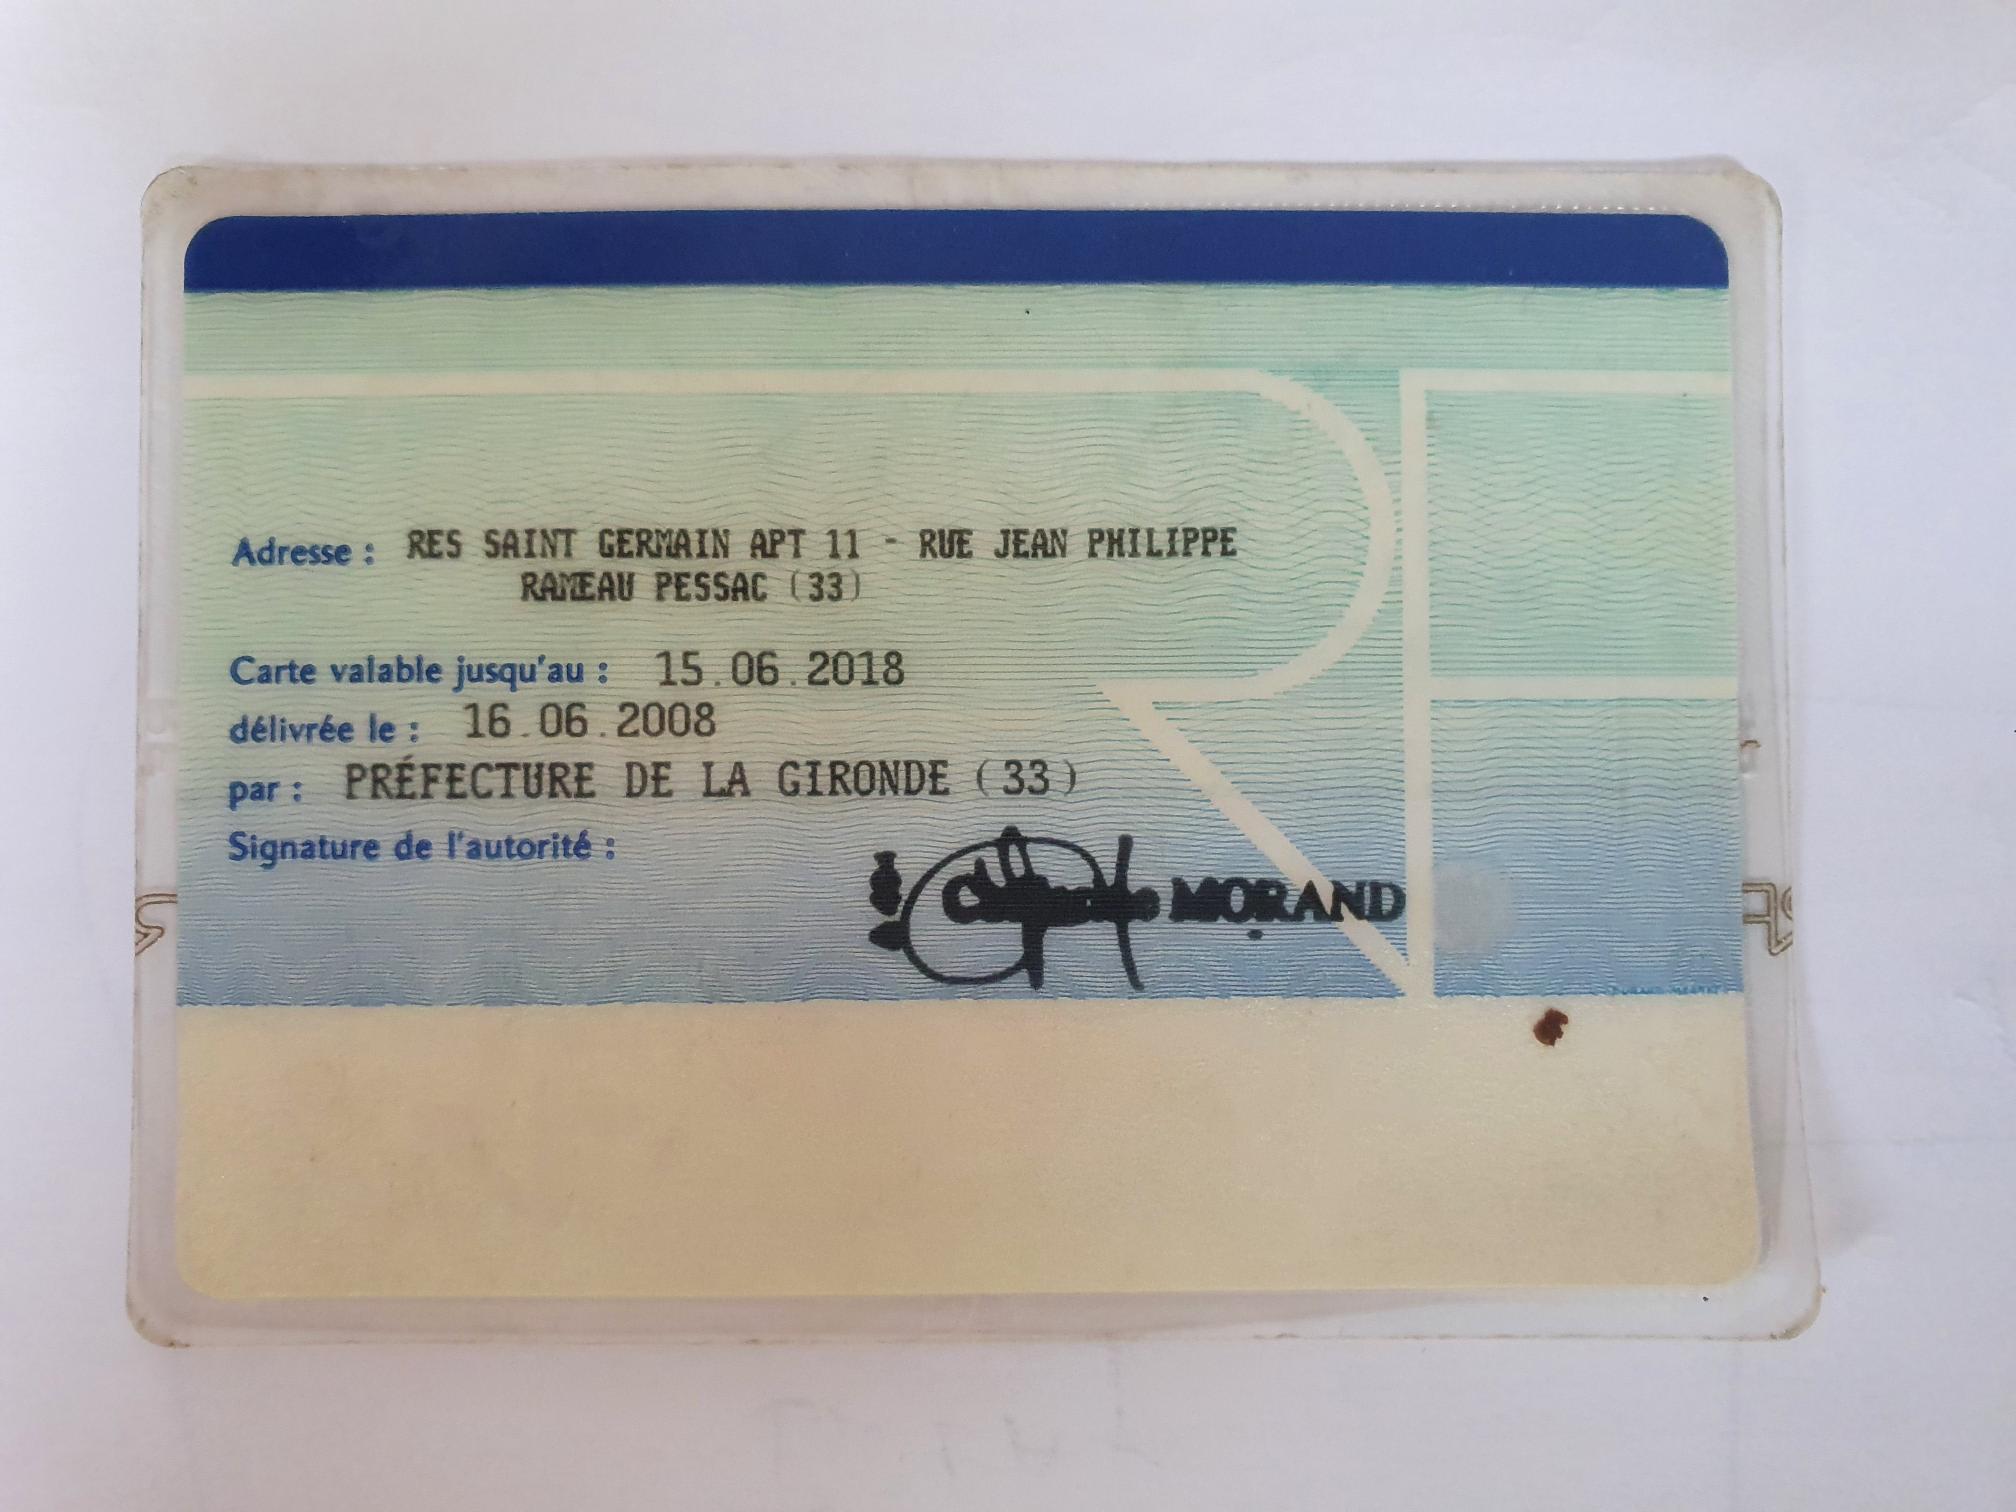 Adresse : RES SAINT GERMAIN APT 11 - RUE JEAN PHILIPPE
RAMEAU PESSAC (33)
Carte valable jusqu'au : 15.06.2018
délivrée le : 16.06.2008
par : PRÉFECTURE DE LA GIRONDE (33)
Signature de l'autorité :
MORAND
RF